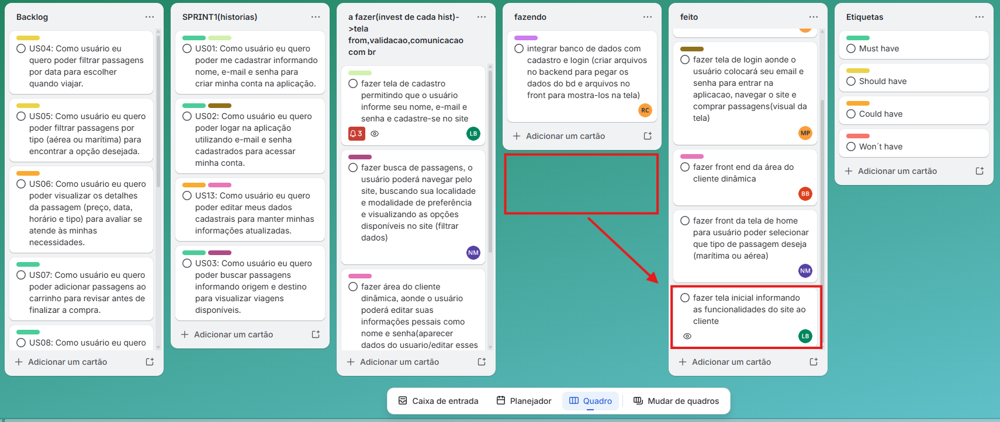 Backlog
US04: Como usuário eu
quero poder filtrar passagens
por data para escolher
quando viajar.
US05: Como usuário eu quero
poder filtrar passagens por
tipo (aérea ou marítima) para
encontrar a opção desejada.
US06: Como usuário eu quero
poder visualizar os detalhes
da passagem (preço, data,
horário e tipo) para avaliar se
atende às minhas
necessidades.
US07: Como usuário eu quero
poder adicionar passagens ao
carrinho para revisar antes de
finalizar a compra.
US08: Como usuário eu quero
Adicionar um cartão
SPRINT1(historias)
US01: Como usuário eu quero
poder me cadastrar informando
nome, e-mail e senha para
criar minha conta na aplicação.
US02: Como usuário eu quero
poder logar na aplicação
utilizando e-mail e senha
cadastrados para acessar
minha conta.
US13: Como usuário eu quero
poder editar meus dados
cadastrais para manter minhas
informações atualizadas.
US03: Como usuário eu quero
poder buscar passagens
informando origem e destino
para visualizar viagens
disponíveis.
Adicionar um cartão
a fazer(invest de cada hist)-
>tela
from,validacao,comunicacao
com br
fazer tela de cadastro
permitindo que o usuário
informe seu nome, e-mail e
senha e cadastre-se no site
3
LB
fazer busca de passagens, o
usuário poderá navegar pelo
site, buscando sua localidade
e modalidade de preferência
e visualizando as opções
disponíveis no site (filtrar
dados)
NM
fazer área do cliente
dinâmica, aonde o usuário
poderá editar suas
informações pessais como
nome e senha(aparecer
dados do usuario/editar esses
Adicionar um cartão
fazendo
integrar banco de dados com
cadastro e login (criar arquivos
no backend para pegar os
dados do bd e arquivos no
front para mostra-los na tela)
RC
Adicionar um cartão
feito
fazer tela de login aonde o
usuário colocará seu email e
senha para entrar na
aplicacao, navegar o site e
comprar passagens(visual da
tela)
MP
fazer front end da área do
cliente dinâmica
BB
fazer front da tela de home
para usuário poder selecionar
que tipo de passagem deseja
(marítima ou aérea)
NM
fazer tela inicial informando
as funcionalidades do site ao
cliente
LB
Adicionar um cartão
Etiquetas
Must have
Should have
Could have
Won´t have
Adicionar um cartão
Caixa de entrada
Planejador
Quadro
Mudar de quadros